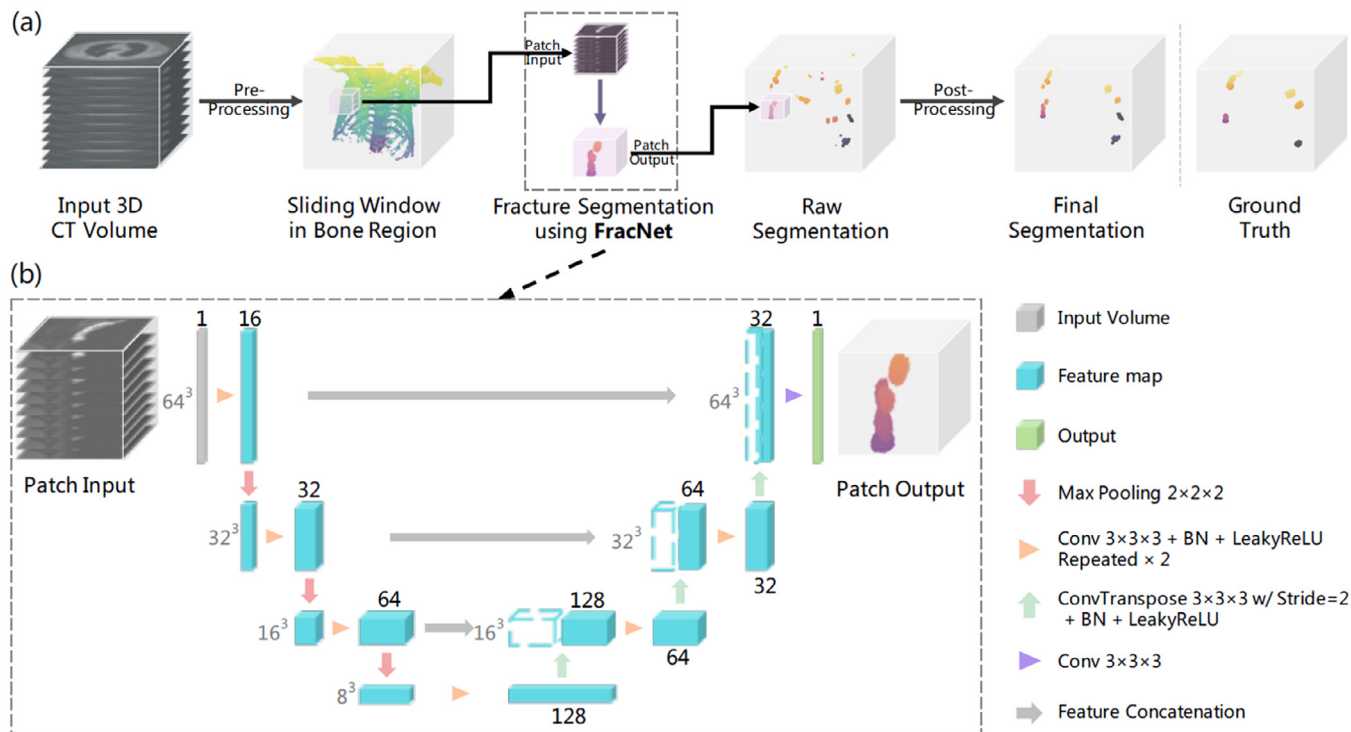 (a)
Pre-
Processing
Patch
Input
Patch
Output
Post-
Processing
Input 3D
CT Volume
Sliding Window
in Bone Region
Fracture Segmentation
using FracNet
Raw
Segmentation
Final
Segmentation
Ground
Truth
(b)
1
16
32
1
64³
64³
Patch Input
Patch Output
32
64
32³
32³
32
64
128
16³
16³
64
8³
128
Input Volume
Feature map
Output
Max Pooling 2×2×2
Conv 3×3×3 + BN + LeakyReLU
Repeated × 2
ConvTranspose 3×3×3 w/ Stride=2
+ BN + LeakyReLU
Conv 3×3×3
Feature Concatenation